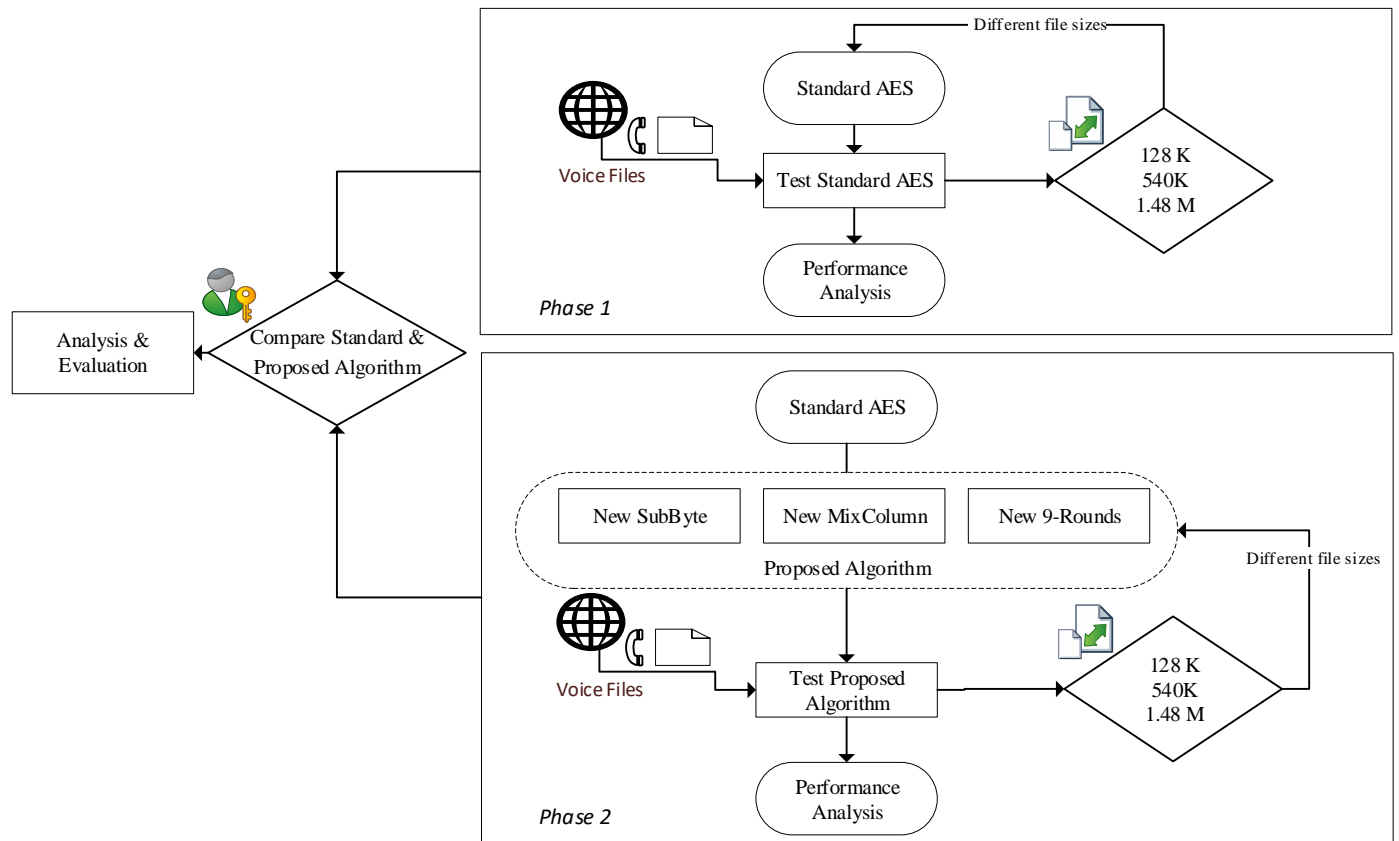 Different file sizes
Standard AES
Voice Files
Test Standard AES
128 K
540K
1.48 M
Performance
Analysis
Phase 1
Analysis &
Evaluation
Compare Standard &
Proposed Algorithm
Standard AES
New SubByte
New MixColumn
New 9-Rounds
Proposed Algorithm
Different file sizes
Voice Files
Test Proposed
Algorithm
128 K
540K
1.48 M
Performance
Analysis
Phase 2